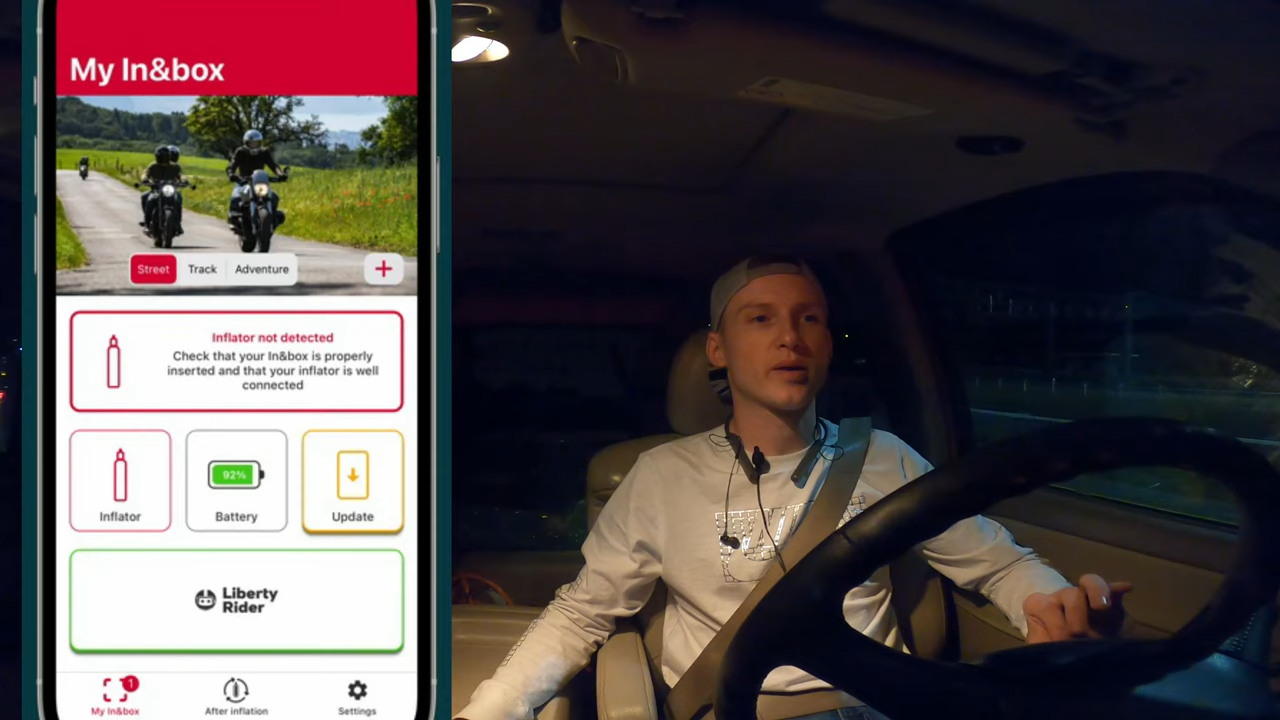 My In&box
Street Track Adventure +
Inflator not detected
Check that your In&box is properly
inserted and that your inflator is well
connected
92%
Inflator Battery Update
Liberty
Rider
1
My In&box After inflation Settings